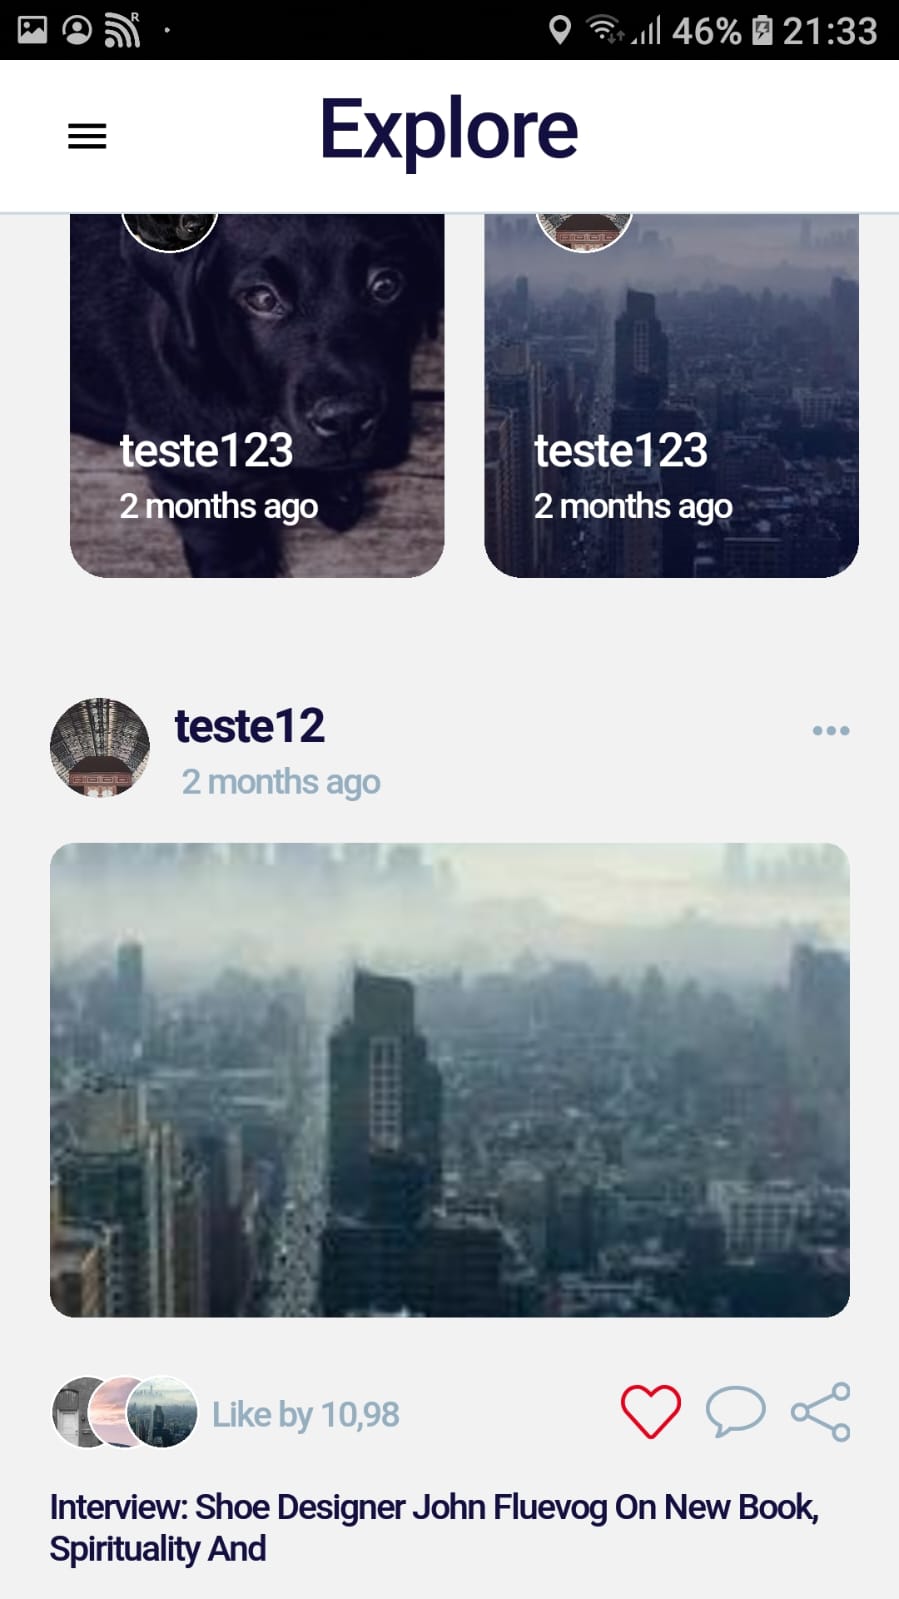 R
46% 21:33
Explore
teste123
2 months ago
teste123
2 months ago
teste12
2 months ago
Like by 10,98
Interview: Shoe Designer John Fluevog On New Book,
Spirituality And